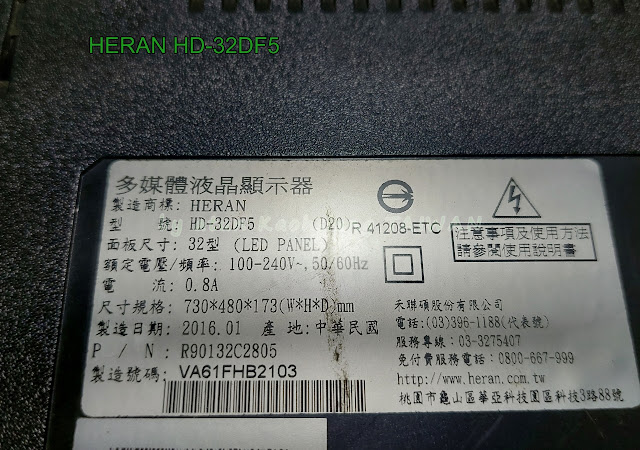 HERAN HD-32DF5
多媒體液晶顯示器
製造商標: HERAN
型 號: HD-32DF5 (D20) R 41208-ETC
注意事項及使用方法
面板尺寸: 32型 (LED PANEL)
請參閱使用說明書
額定電壓/頻率: 100-240V~,50/60Hz
電 流: 0.8A
尺寸規格: 730*480*173(W*H*D)mm
禾聯碩股份有限公司
製造日期: 2016.01 產地:中華民國
電話:(03)396-1188(代表號)
服務專線: 03-3275407
P / N: R90132C2805
免付費服務電話: 0800-667-999
製造號碼: VA61FHB2103
http://www.heran.com.tw
桃園市龜山區華亞科技園區科技3路88號